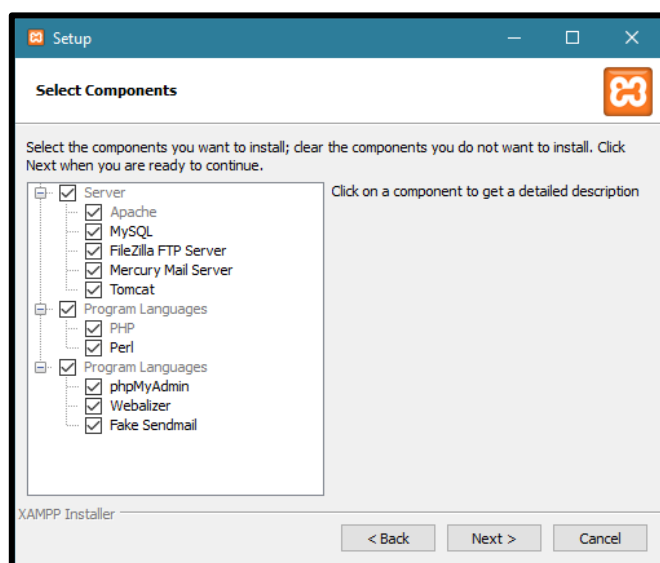 Setup
Select Components
Select the components you want to install; clear the components you do not want to install. Click
Next when you are ready to continue.
Server
Apache
MySQL
FileZilla FTP Server
Mercury Mail Server
Tomcat
Program Languages
PHP
Perl
Program Languages
phpMyAdmin
Webalizer
Fake Sendmail
Click on a component to get a detailed description
XAMPP Installer
< Back
Next >
Cancel